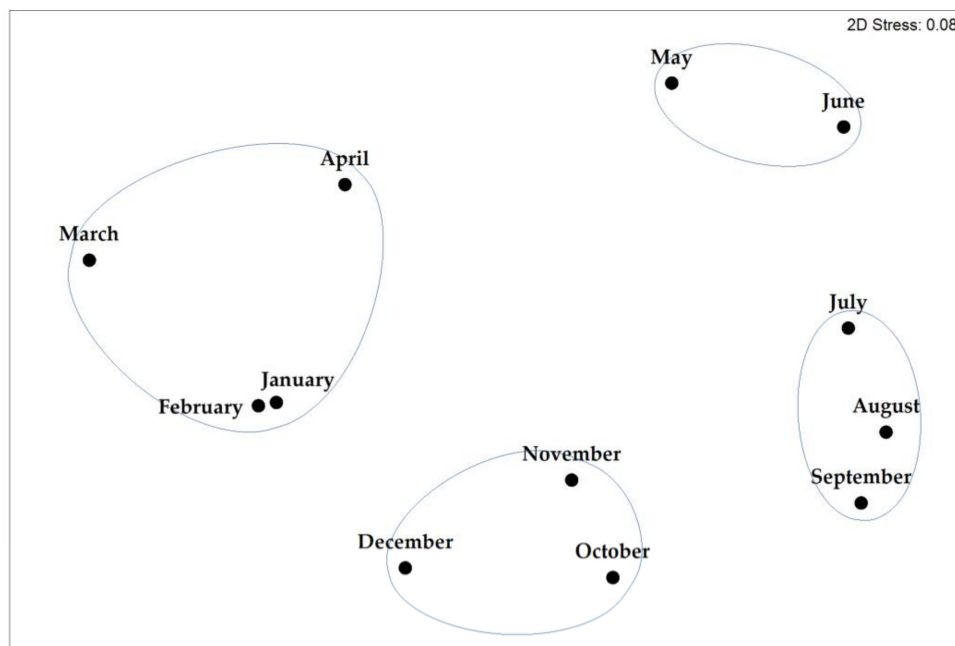 2D Stress: 0.08
May
June
April
March
July
January
February
August
November
September
December
October